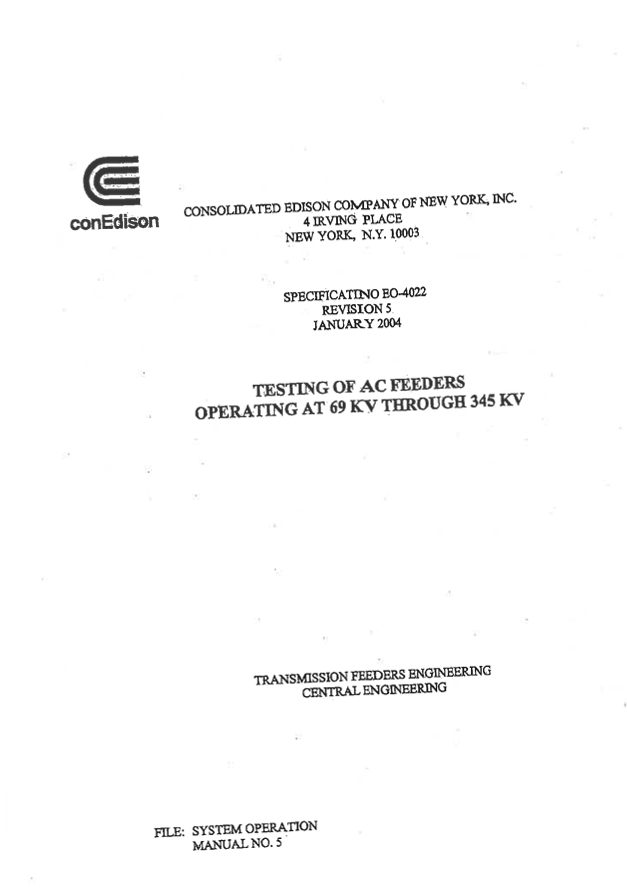 conEdison
CONSOLIDATED EDISON COMPANY OF NEW YORK, INC.
4 IRVING PLACE
NEW YORK, N.Y. 10003
SPECIFICATINO EO-4022
REVISION 5
JANUARY 2004
TESTING OF AC FEEDERS
OPERATING AT 69 KV THROUGH 345 KV
TRANSMISSION FEEDERS ENGINEERING
CENTRAL ENGINEERING
FILE: SYSTEM OPERATION
MANUAL NO. 5